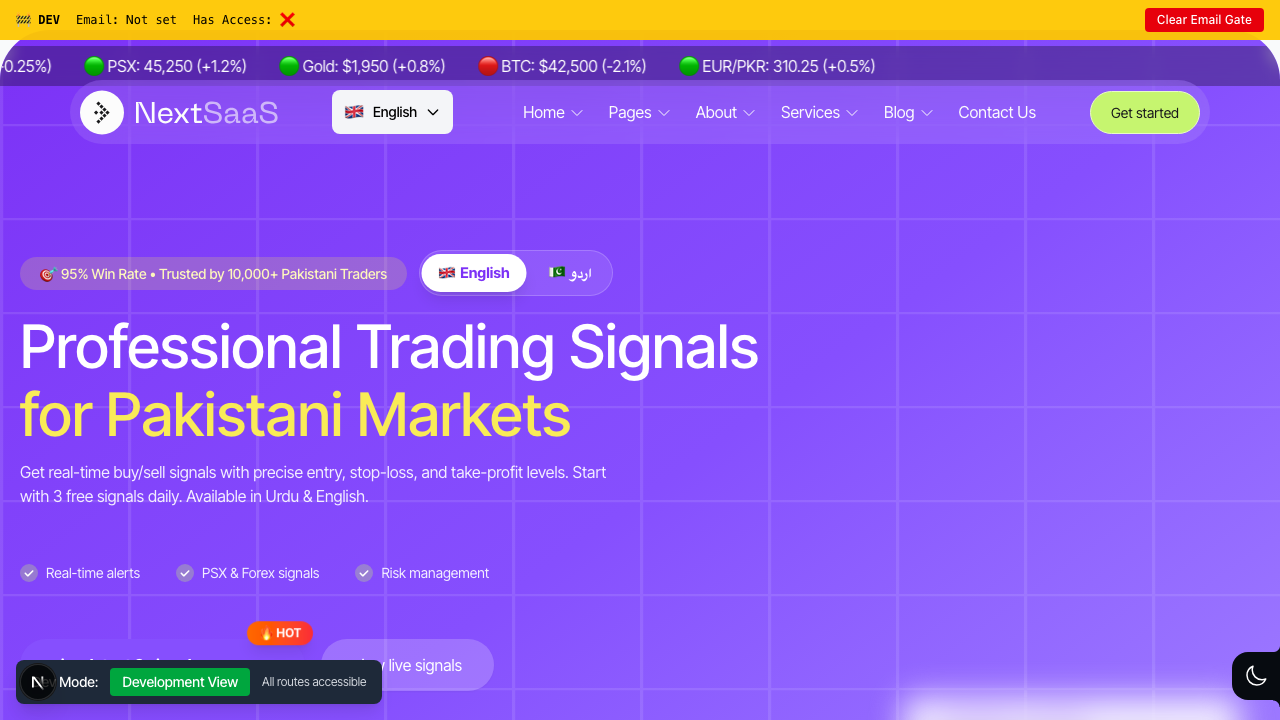 DEV Email: Not set Has Access:
Clear Email Gate
0.25%) PSX: 45,250 (+1.2%) Gold: $1,950 (+0.8%) BTC: $42,500 (-2.1%) EUR/PKR: 310.25 (+0.5%)
NextSaaS
English
Home Pages About Services Blog Contact Us
Get started
95% Win Rate • Trusted by 10,000+ Pakistani Traders
English
اردو
Professional Trading Signals
for Pakistani Markets
Get real-time buy/sell signals with precise entry, stop-loss, and take-profit levels. Start
with 3 free signals daily. Available in Urdu & English.
Real-time alerts PSX & Forex signals Risk management
HOT
live signals
Mode: Development View All routes accessible